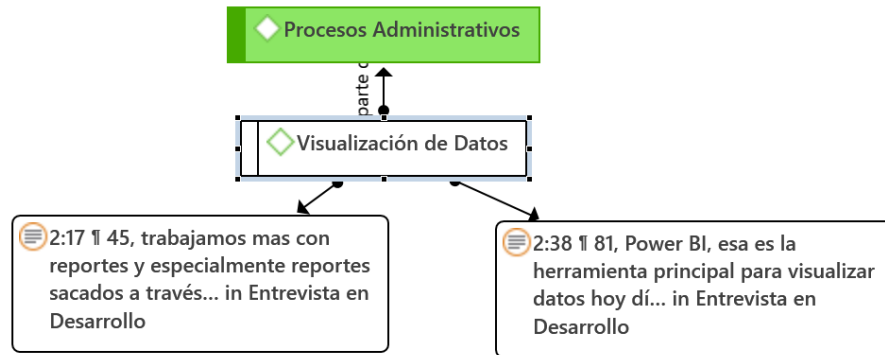 Procesos Administrativos
parte
Visualización de Datos
2:17 ¶ 45, trabajamos mas con
reportes y especialmente reportes
sacados a través... in Entrevista en
Desarrollo
2:38 ¶ 81, Power BI, esa es la
herramienta principal para visualizar
datos hoy dí... in Entrevista en
Desarrollo